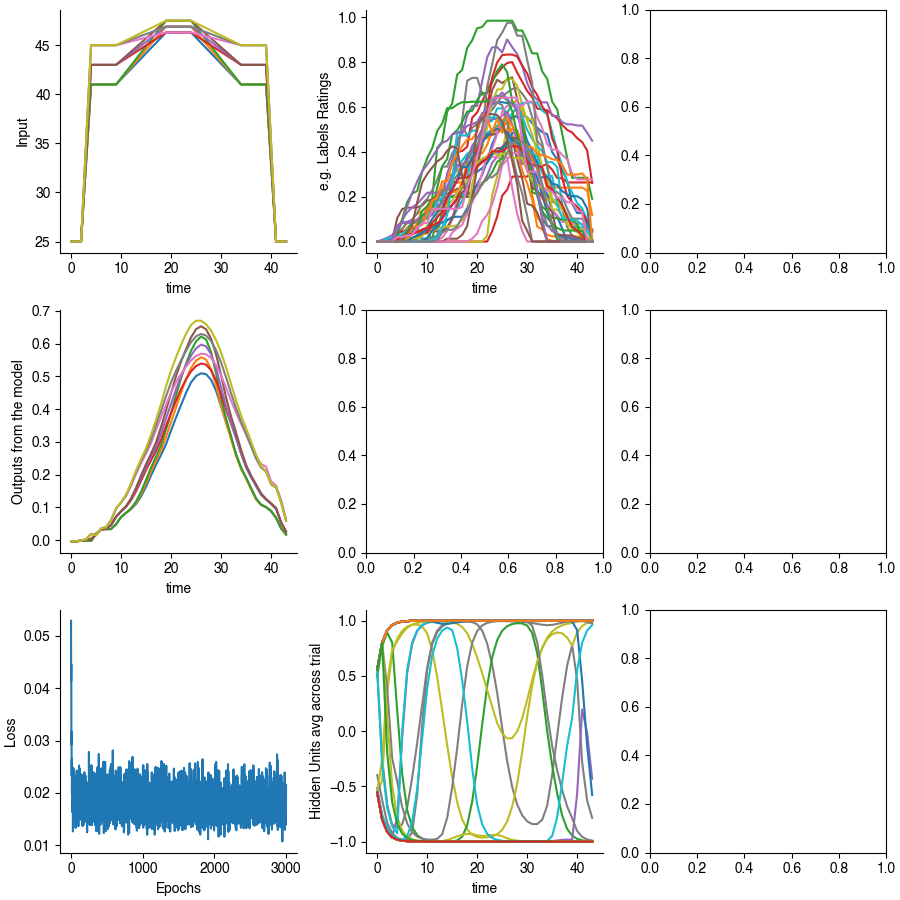 45
40
35
30
25
Input
0 10 20 30 40
time
1.0
0.8
0.6
0.4
0.2
0.0
e.g. Labels Ratings
0 10 20 30 40
time
1.0
0.8
0.6
0.4
0.2
0.0
0.0 0.2 0.4 0.6 0.8 1.0
0.7
0.6
0.5
0.4
0.3
0.2
0.1
0.0
Outputs from the model
0 10 20 30 40
time
1.0
0.8
0.6
0.4
0.2
0.0
0.0 0.2 0.4 0.6 0.8 1.0
1.0
0.8
0.6
0.4
0.2
0.0
0.0 0.2 0.4 0.6 0.8 1.0
0.05
0.04
0.03
0.02
0.01
Loss
0 1000 2000 3000
Epochs
1.0
0.5
0.0
−0.5
−1.0
Hidden Units avg across trial
0 10 20 30 40
time
1.0
0.8
0.6
0.4
0.2
0.0
0.0 0.2 0.4 0.6 0.8 1.0